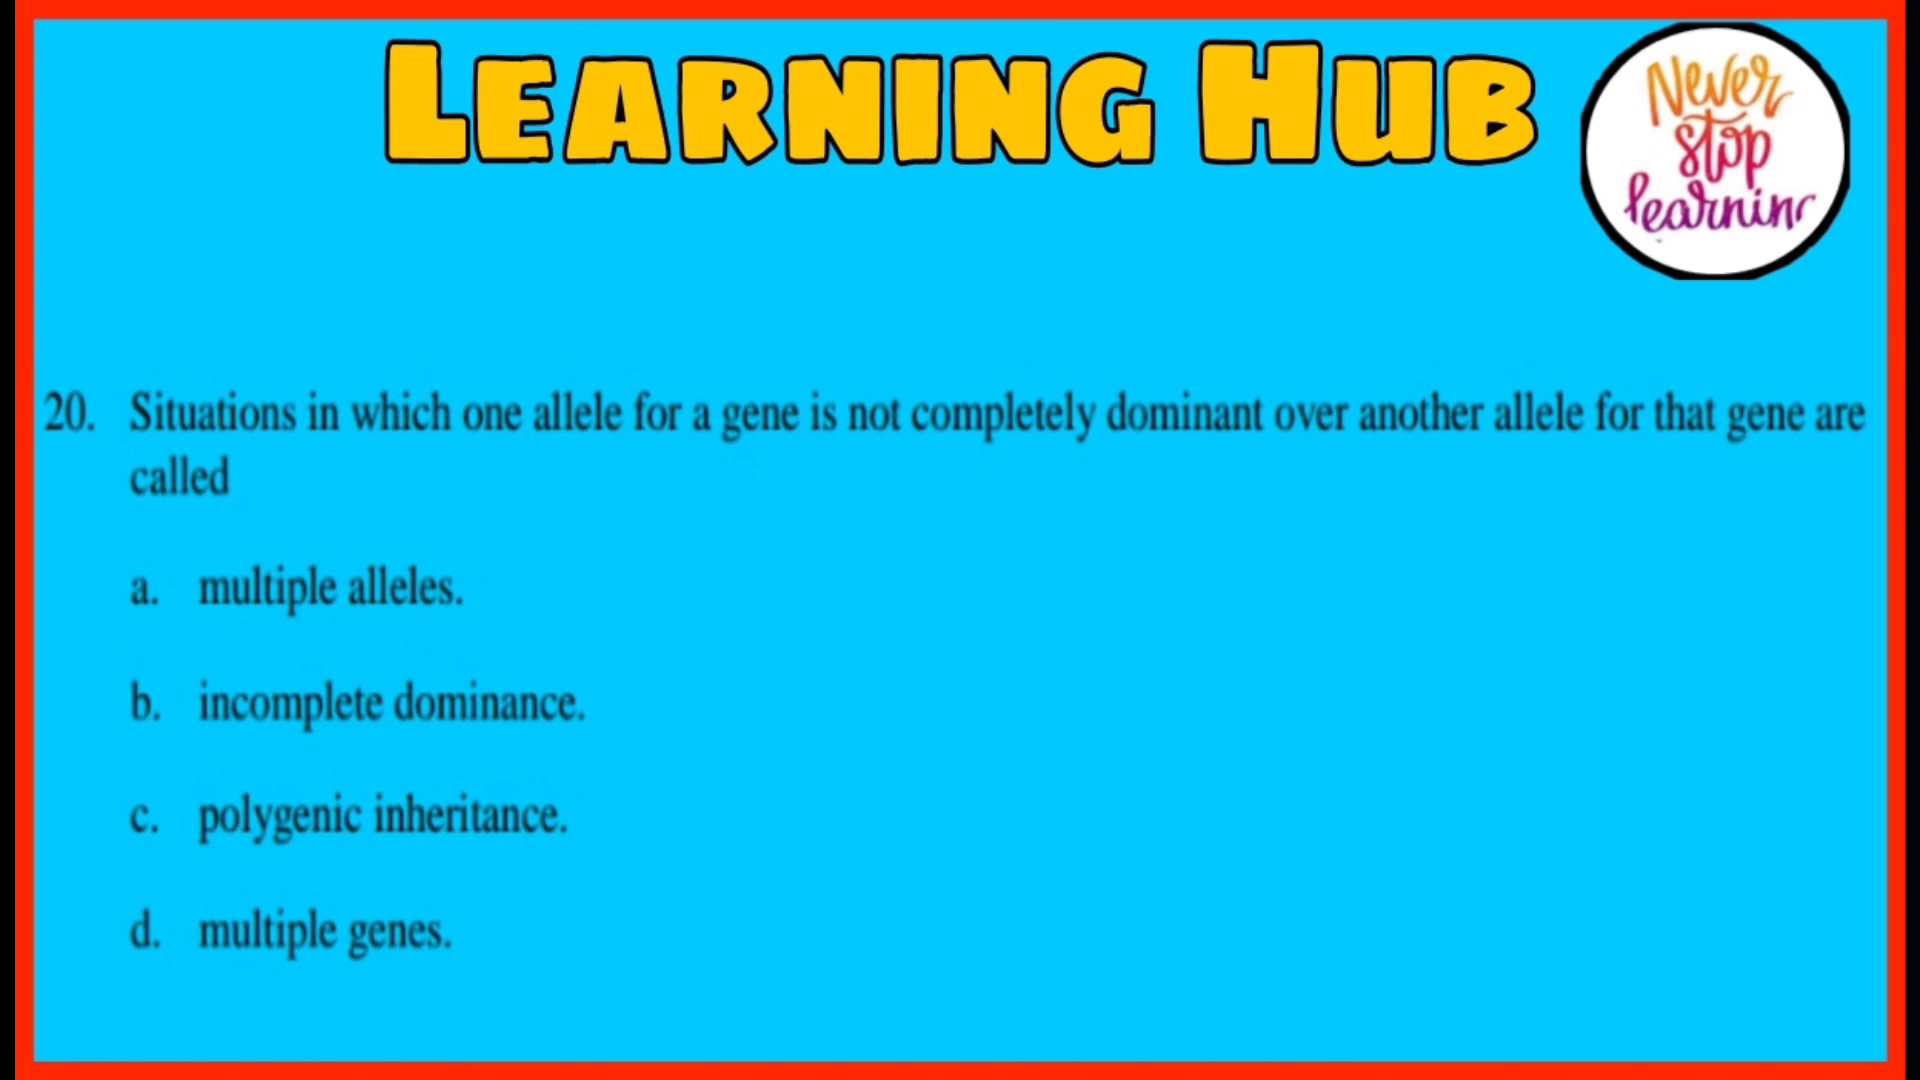 LEARNING HUB
Never
stop
learnin
20. Situations in which one allele for a gene is not completely dominant over another allele for that gene are
called
a. multiple alleles.
b. incomplete dominance.
c. polygenic inheritance.
d. multiple genes.